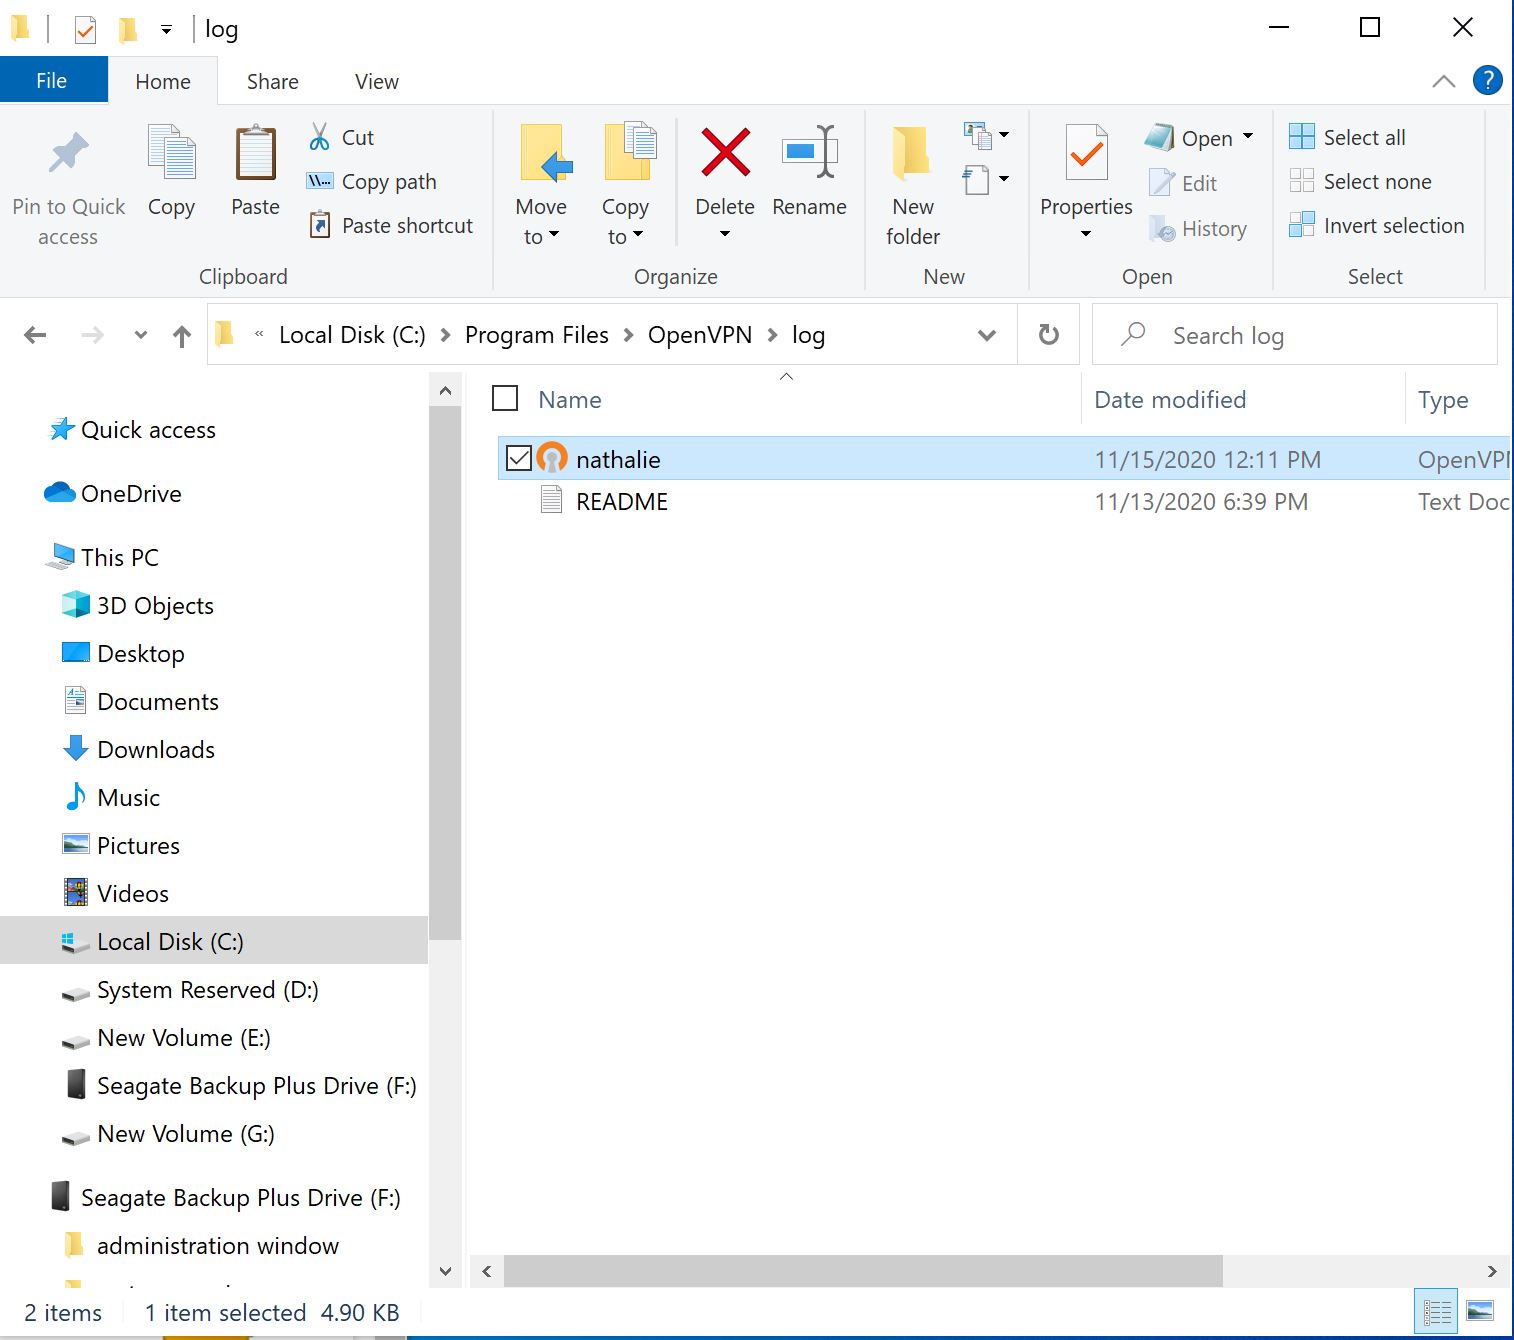 log
File
Home
Share
View
?
Pin to Quick access
Copy
Paste
Cut
Copy path
Paste shortcut
Clipboard
Move to
Copy to
Delete
Rename
Organize
New folder
New
Properties
Open
Edit
History
Open
Select all
Select none
Invert selection
Select
« Local Disk (C:) > Program Files > OpenVPN > log
Search log
Name
Date modified
Type
nathalie 11/15/2020 12:11 PM OpenVPN
README 11/13/2020 6:39 PM Text Doc
Quick access
OneDrive
This PC
3D Objects
Desktop
Documents
Downloads
Music
Pictures
Videos
Local Disk (C:)
System Reserved (D:)
New Volume (E:)
Seagate Backup Plus Drive (F:)
New Volume (G:)
Seagate Backup Plus Drive (F:)
administration window
2 items 1 item selected 4.90 KB